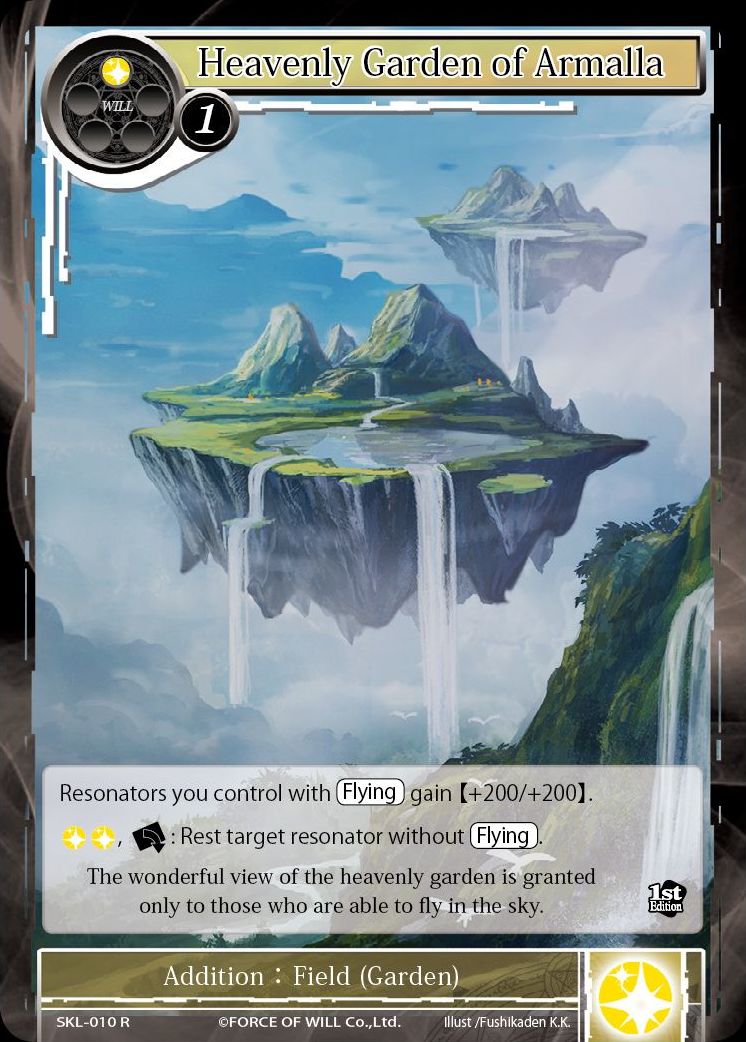 Heavenly Garden of Armalla
WILL
1
Resonators you control with Flying gain 【+200/+200】.
, : Rest target resonator without Flying.
The wonderful view of the heavenly garden is granted
only to those who are able to fly in the sky.
1st
Edition
Addition : Field (Garden)
SKL-010 R ©FORCE OF WILL Co.,Ltd. Illust /Fushikaden K.K.